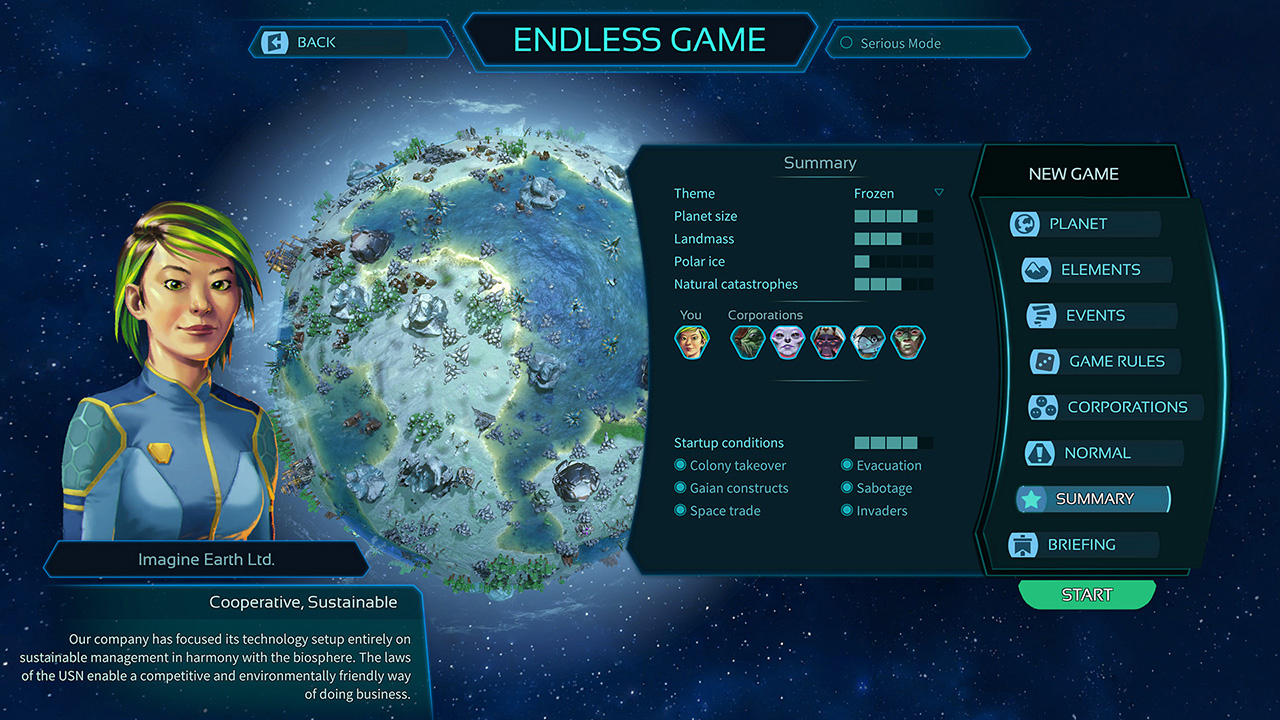 BACK
ENDLESS GAME
Serious Mode
Summary
Theme Frozen
Planet size
Landmass
Polar ice
Natural catastrophes
You Corporations
Startup conditions
Colony takeover Evacuation
Gaian constructs Sabotage
Space trade Invaders
NEW GAME
PLANET
ELEMENTS
EVENTS
GAME RULES
CORPORATIONS
NORMAL
SUMMARY
BRIEFING
START
Imagine Earth Ltd.
Cooperative, Sustainable
Our company has focused its technology setup entirely on
sustainable management in harmony with the biosphere. The laws
of the USN enable a competitive and environmentally friendly way
of doing business.